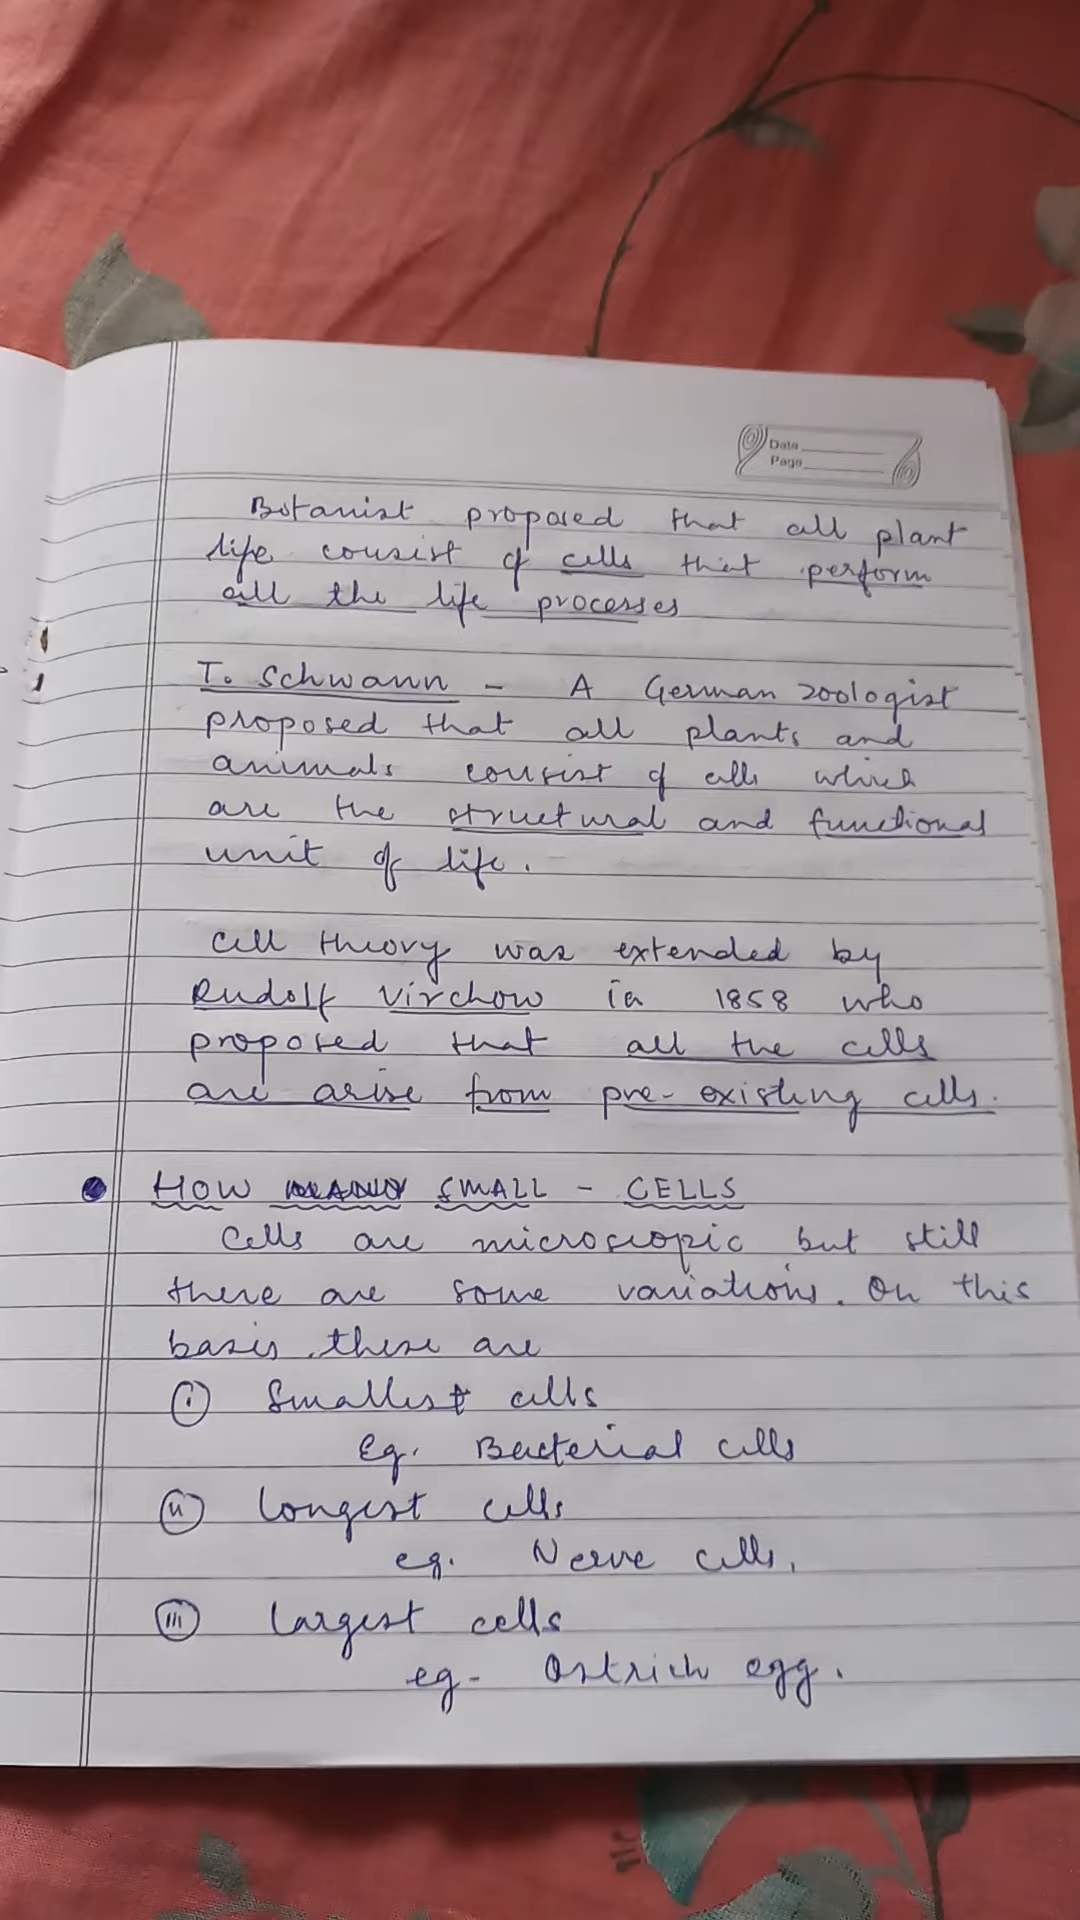 Date
Page
Botanist proposed that all plant
life consist of cells that perform
all the life processes
T. Schwann - A German zoologist
proposed that all plants and
animals consist of cells which
are the structural and functional
unit of life.
Cell theory was extended by
Rudolf Virchow in 1858 who
proposed that all the cells
are arise from pre-existing cells.
HOW SMALL - CELLS
Cells are microscopic but still
there are some variations. On this
basis these are
(i) Smallest cells
Eg. Bacterial cells
(ii) Longest cells
eg. Nerve cells.
(iii) Largest cells
eg- Ostrich egg.